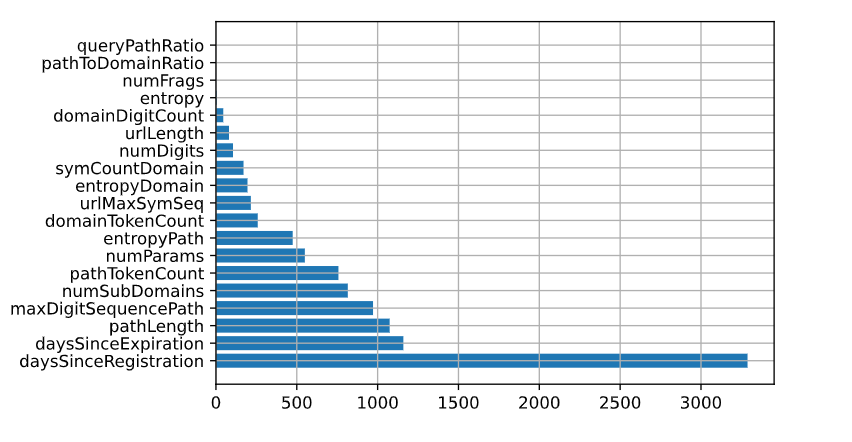 queryPathRatio
pathToDomainRatio
numFrags
entropy
domainDigitCount
urlLength
numDigits
symCountDomain
entropyDomain
urlMaxSymSeq
domainTokenCount
entropyPath
numParams
pathTokenCount
numSubDomains
maxDigitSequencePath
pathLength
daysSinceExpiration
daysSinceRegistration
0 500 1000 1500 2000 2500 3000